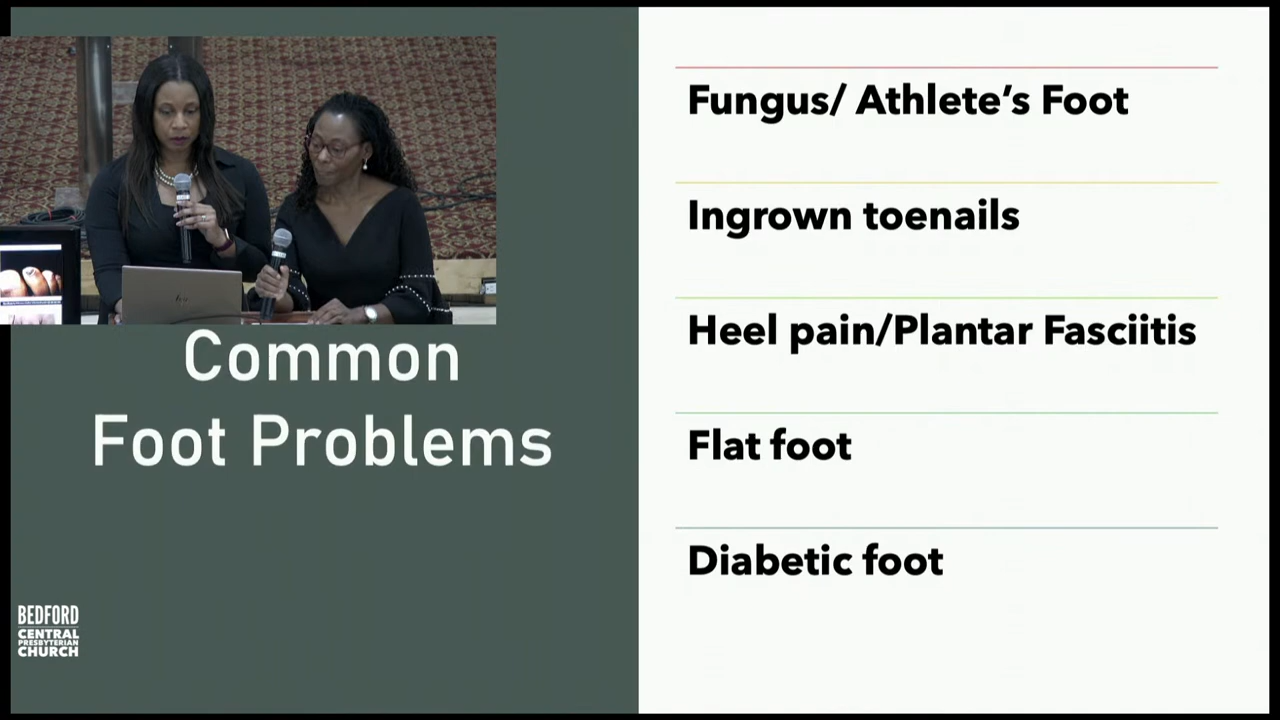 Common
Foot Problems
Fungus/ Athlete’s Foot
Ingrown toenails
Heel pain/Plantar Fasciitis
Flat foot
Diabetic foot
BEDFORD
CENTRAL
PRESBYTERIAN
CHURCH